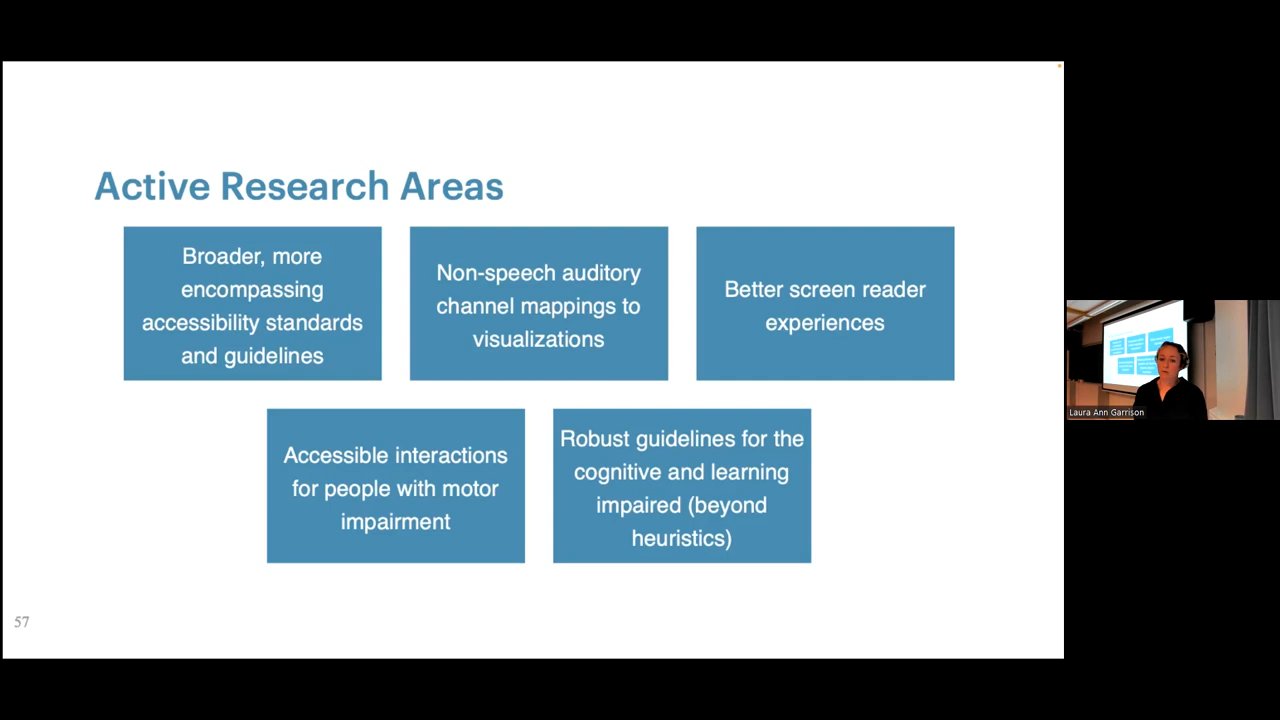 Active Research Areas
Broader, more
encompassing
accessibility standards
and guidelines
Non-speech auditory
channel mappings to
visualizations
Better screen reader
experiences
Accessible interactions
for people with motor
impairment
Robust guidelines for the
cognitive and learning
impaired (beyond
heuristics)
57
Laura Ann Garrison